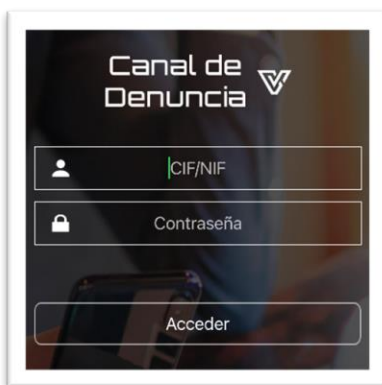 Canal de
Denuncia
CIF/NIF
Contraseña
Acceder